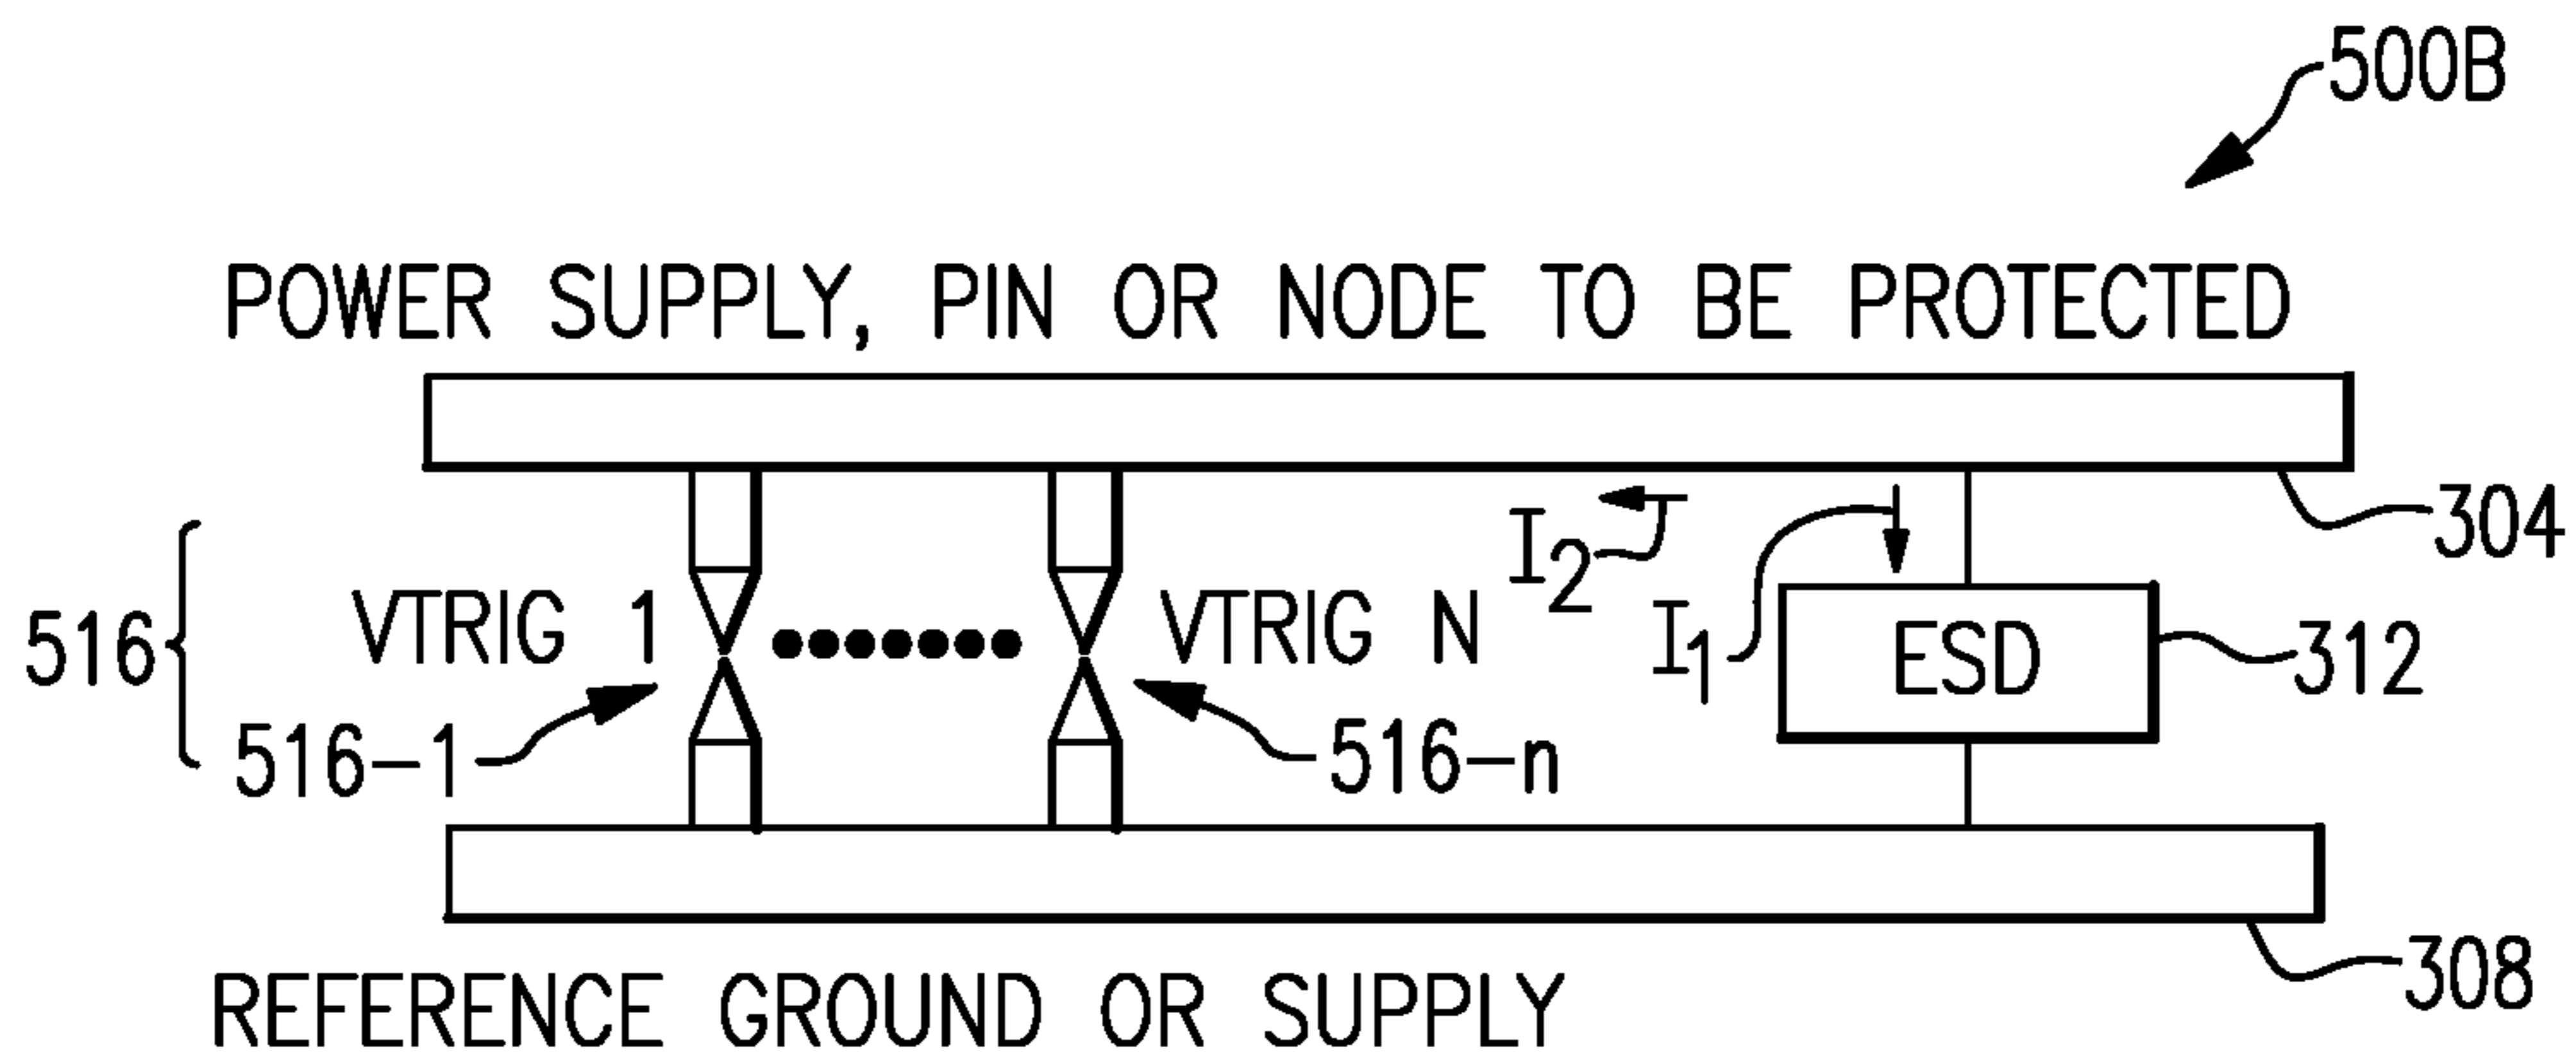 500B
POWER SUPPLY, PIN OR NODE TO BE PROTECTED
304
I2
I1
516
VTRIG 1
VTRIG N
ESD
312
516-1
516-n
308
REFERENCE GROUND OR SUPPLY